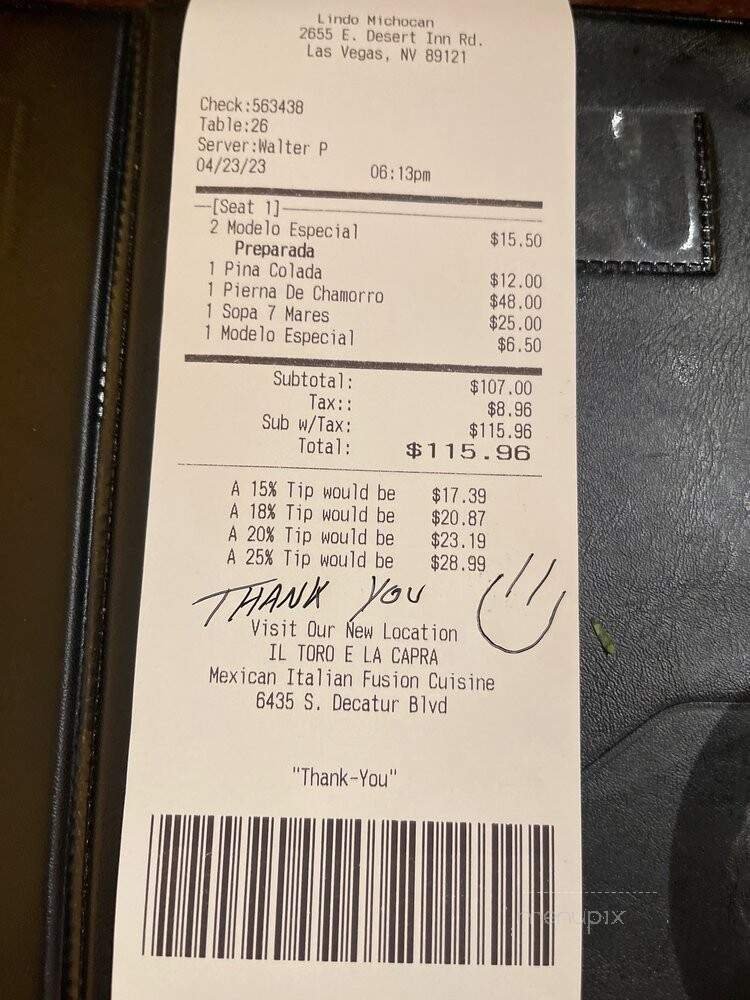 Lindo Michocan
2655 E. Desert Inn Rd.
Las Vegas, NV 89121
Check:563438
Table:26
Server:Walter P
04/23/23 06:13pm
[Seat 1]
2 Modelo Especial $15.50
Preparada
1 Pina Colada $12.00
1 Pierna De Chamorro $48.00
1 Sopa 7 Mares $25.00
1 Modelo Especial $6.50
Subtotal: $107.00
Tax:: $8.96
Sub w/Tax: $115.96
Total: $115.96
A 15% Tip would be $17.39
A 18% Tip would be $20.87
A 20% Tip would be $23.19
A 25% Tip would be $28.99
THANK YOU
Visit Our New Location
IL TORO E LA CAPRA
Mexican Italian Fusion Cuisine
6435 S. Decatur Blvd
"Thank-You"
menupix